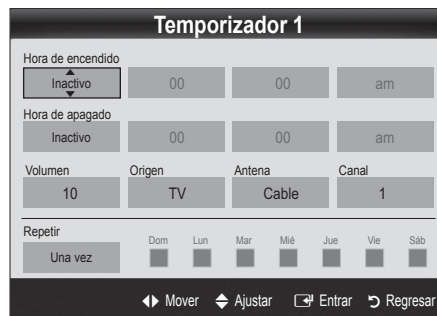 Temporizador 1
Hora de encendido
Inactivo 00 00 am
Hora de apagado
Inactivo 00 00 am
Volumen Origen Antena Canal
10 TV Cable 1
Repetir
Dom Lun Mar Mié Jue Vie Sáb
Una vez
Mover Ajustar Entrar Regresar